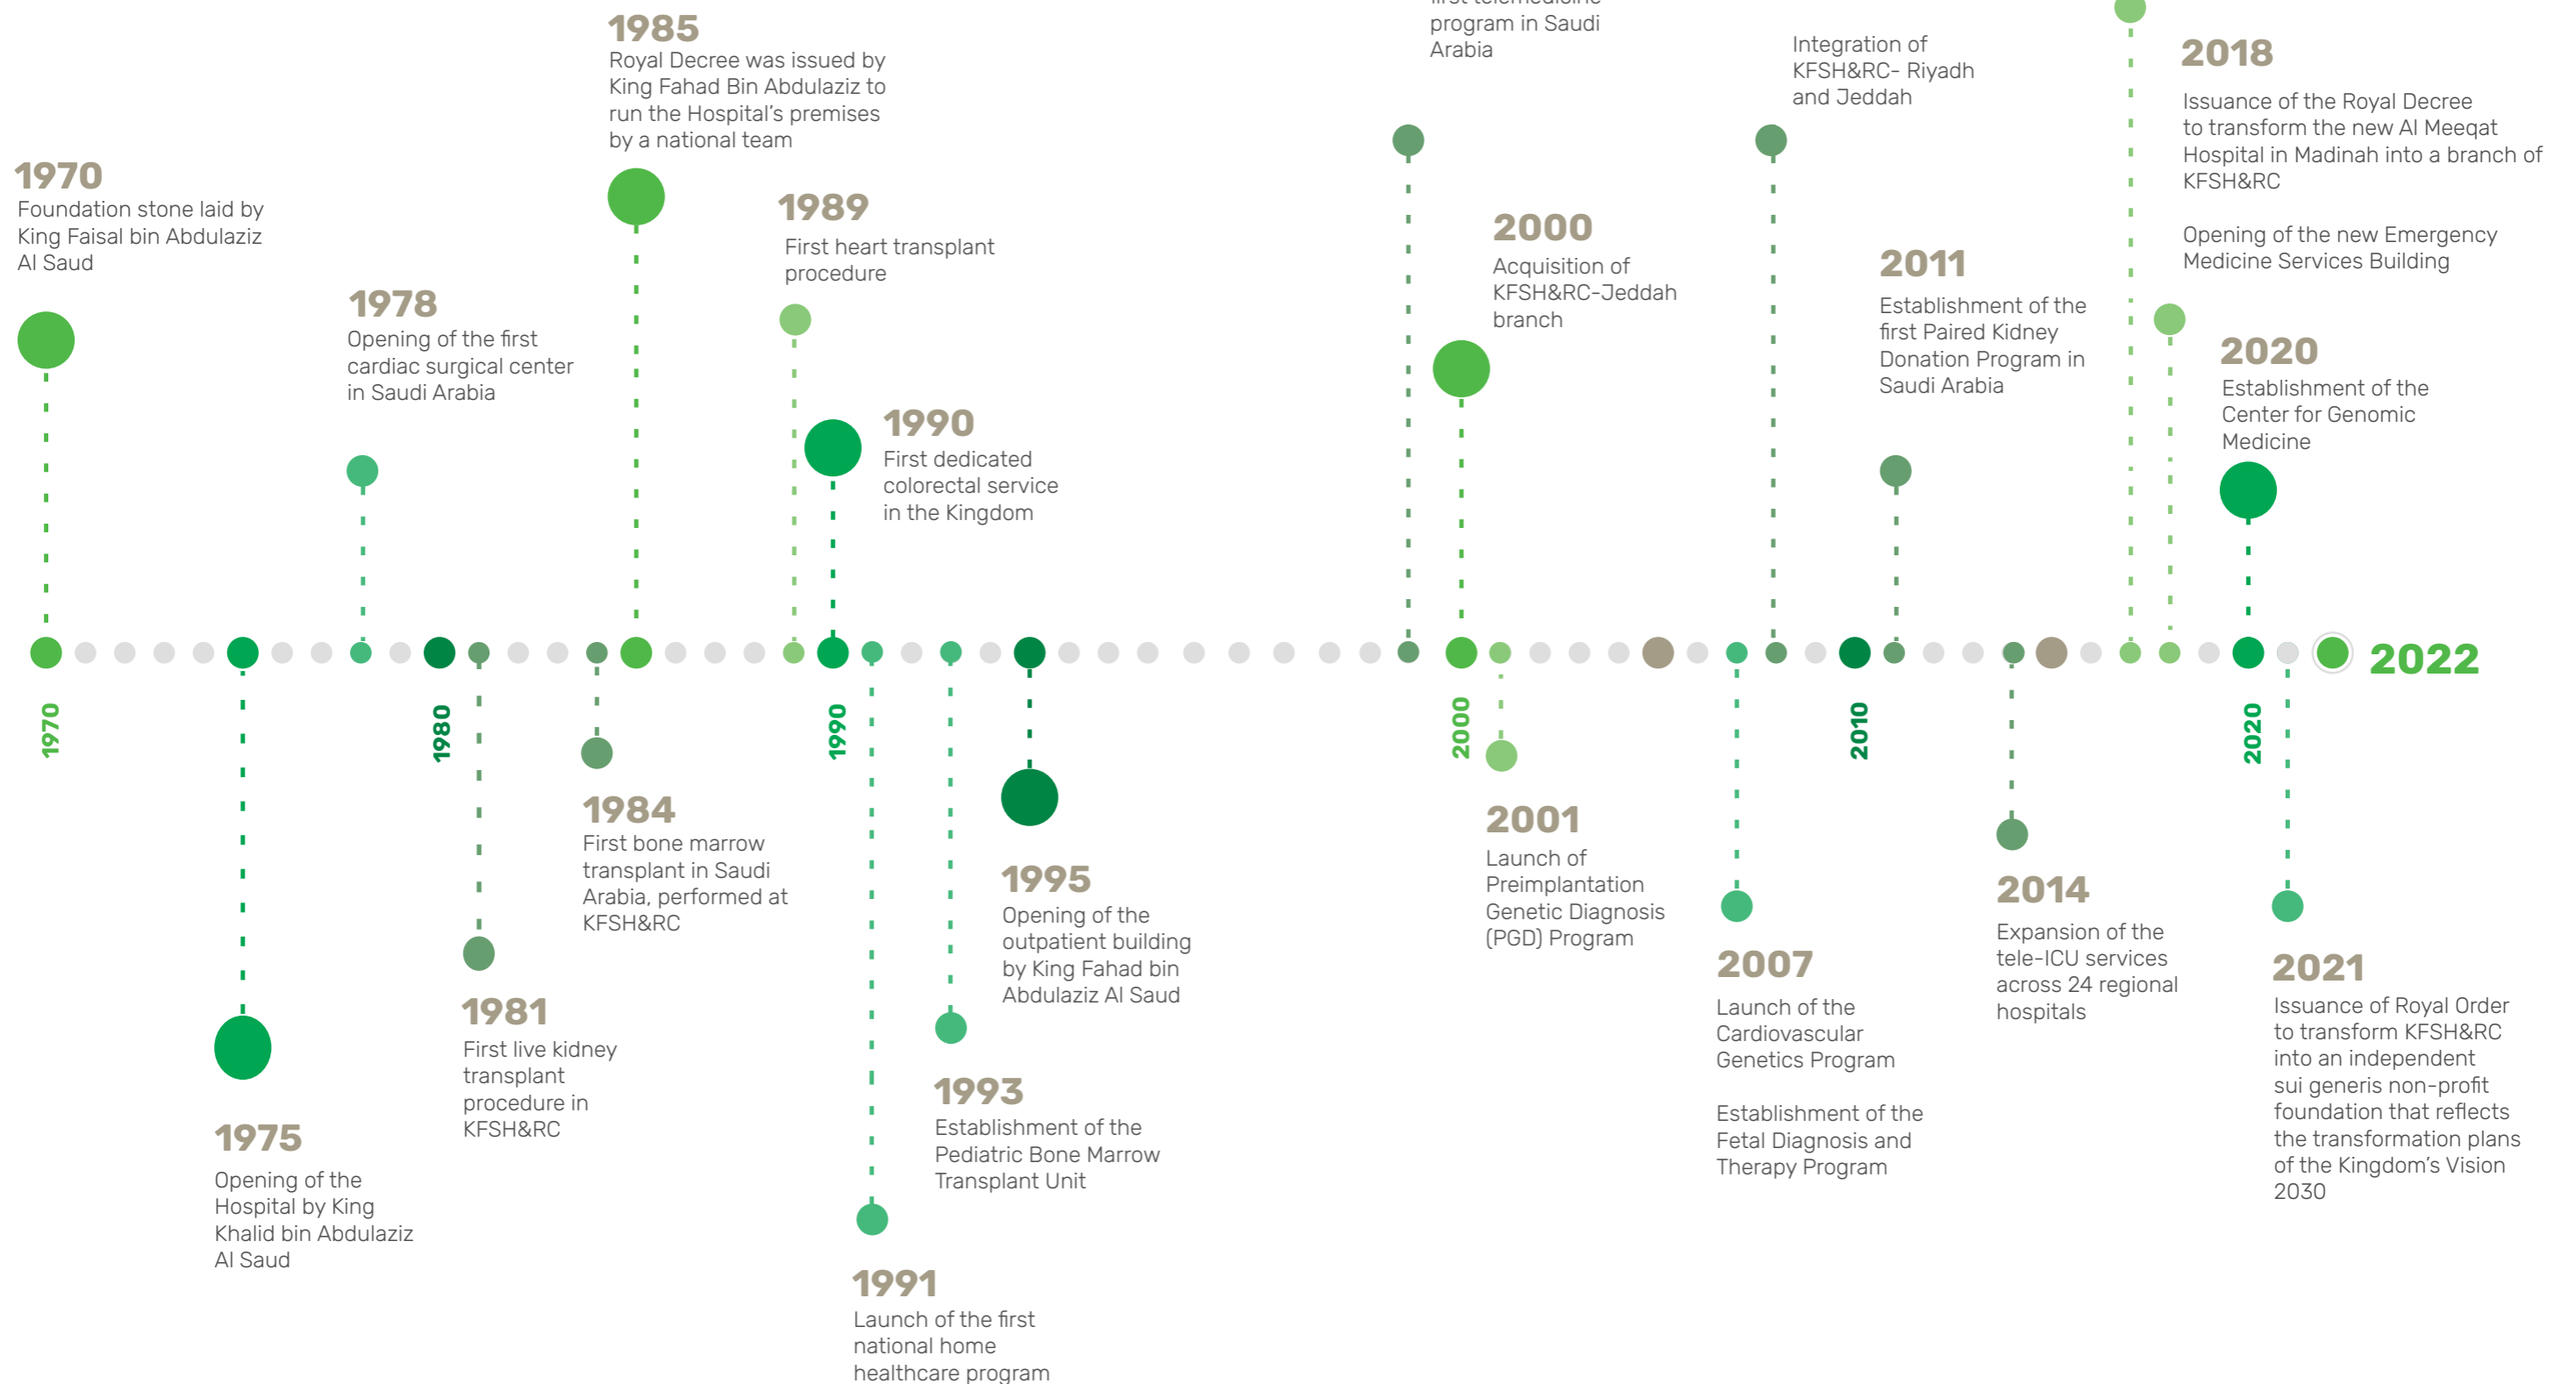 1970
Foundation stone laid by
King Faisal bin Abdulaziz
Al Saud
1978
Opening of the first
cardiac surgical center
in Saudi Arabia
1985
Royal Decree was issued by
King Fahad Bin Abdulaziz to
run the Hospital's premises
by a national team
1989
First heart transplant
procedure
1990
First dedicated
colorectal service
in the Kingdom
first telemedicine
program in Saudi
Arabia
2000
Acquisition of
KFSH&RC-Jeddah
branch
Integration of
KFSH&RC- Riyadh
and Jeddah
2011
Establishment of the
first Paired Kidney
Donation Program in
Saudi Arabia
2018
Issuance of the Royal Decree
to transform the new Al Meeqat
Hospital in Madinah into a branch of
KFSH&RC
Opening of the new Emergency
Medicine Services Building
2020
Establishment of the
Center for Genomic
Medicine
2022
1970
1980
1990
2000
2010
2020
1975
Opening of the
Hospital by King
Khalid bin Abdulaziz
Al Saud
1981
First live kidney
transplant
procedure in
KFSH&RC
1984
First bone marrow
transplant in Saudi
Arabia, performed at
KFSH&RC
1991
Launch of the first
national home
healthcare program
1993
Establishment of the
Pediatric Bone Marrow
Transplant Unit
1995
Opening of the
outpatient building
by King Fahad bin
Abdulaziz Al Saud
2001
Launch of
Preimplantation
Genetic Diagnosis
(PGD) Program
2007
Launch of the
Cardiovascular
Genetics Program
Establishment of the
Fetal Diagnosis and
Therapy Program
2014
Expansion of the
tele-ICU services
across 24 regional
hospitals
2021
Issuance of Royal Order
to transform KFSH&RC
into an independent
sui generis non-profit
foundation that reflects
the transformation plans
of the Kingdom's Vision
2030